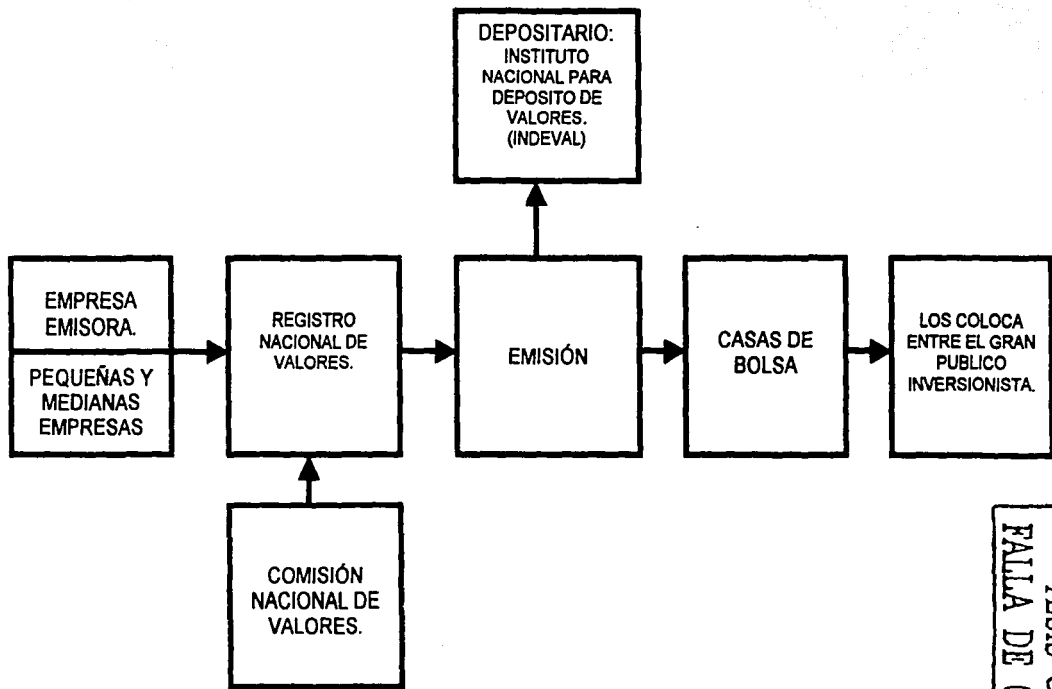 DEPOSITARIO:
INSTITUTO
NACIONAL PARA
DEPOSITO DE
VALORES.
(INDEVAL)
EMPRESA
EMISORA.
PEQUEÑAS Y
MEDIANAS
EMPRESAS
REGISTRO
NACIONAL DE
VALORES.
EMISIÓN
CASAS DE
BOLSA
LOS COLOCA
ENTRE EL GRAN
PUBLICO
INVERSIONISTA.
COMISIÓN
NACIONAL DE
VALORES.
FALLA DE